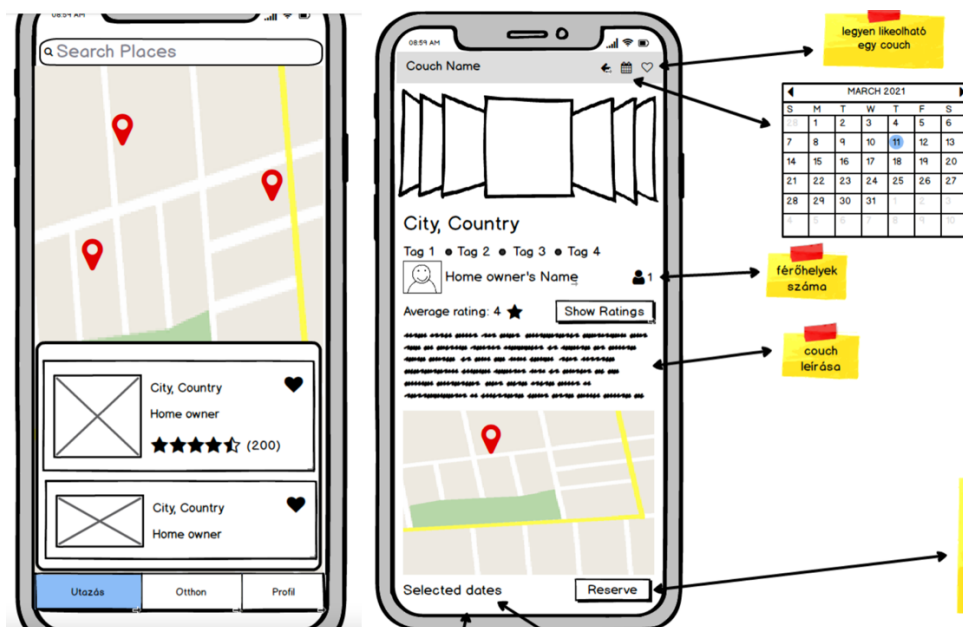 08:59 AM
Search Places
City, Country
Home owner
(200)
City, Country
Home owner
Utazás
Otthon
Profil
08:59 AM
Couch Name
City, Country
Tag 1 • Tag 2 • Tag 3 • Tag 4
Home owner's Name
1
Average rating: 4
Show Ratings
Selected dates
Reserve
legyen likeolható
egy couch
MARCH 2021
S M T W T F S
28 1 2 3 4 5 6
7 8 9 10 11 12 13
14 15 16 17 18 19 20
21 22 23 24 25 26 27
28 29 30 31 1 2 3
4 5 6 7 8 9 10
férőhelyek
száma
couch
leírása